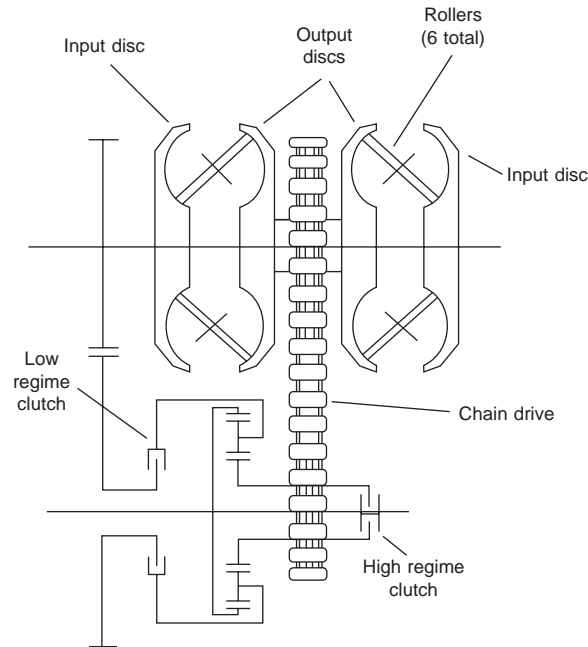 Rollers
(6 total)
Output
discs
Input disc
Input disc
Low
regime
clutch
Chain drive
High regime
clutch